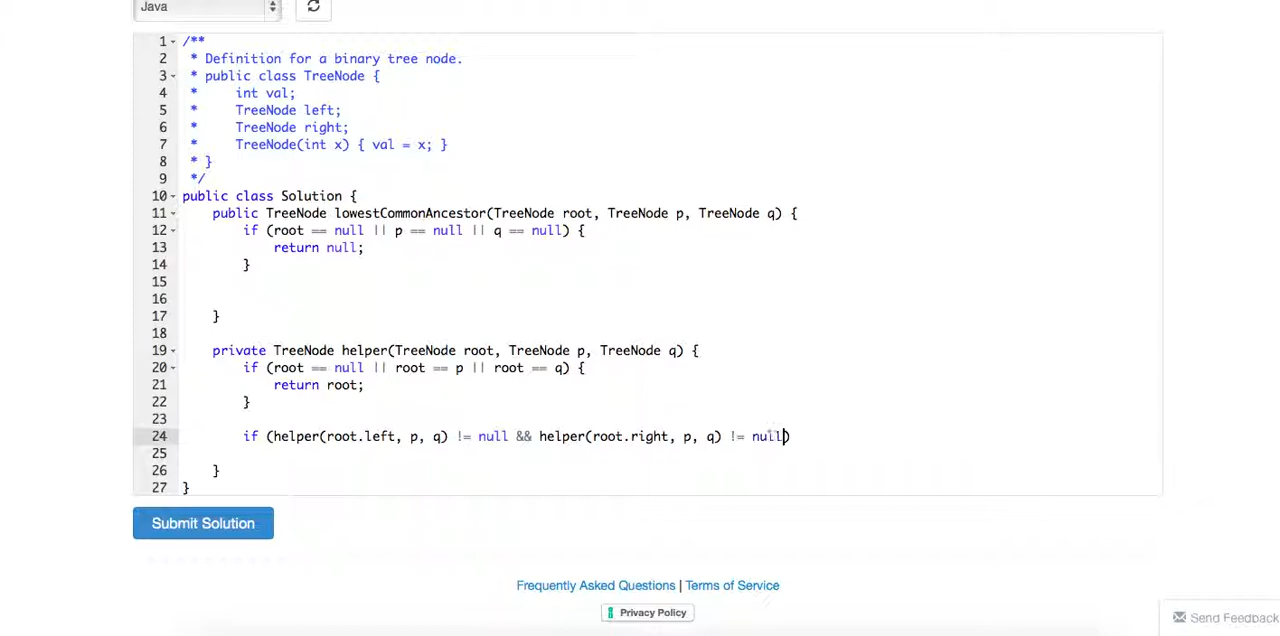 Java
1 /**
2  * Definition for a binary tree node.
3  * public class TreeNode {
4  *     int val;
5  *     TreeNode left;
6  *     TreeNode right;
7  *     TreeNode(int x) { val = x; }
8  * }
9  */
10 public class Solution {
11     public TreeNode lowestCommonAncestor(TreeNode root, TreeNode p, TreeNode q) {
12         if (root == null || p == null || q == null) {
13             return null;
14         }
15
16
17     }
18
19     private TreeNode helper(TreeNode root, TreeNode p, TreeNode q) {
20         if (root == null || root == p || root == q) {
21             return root;
22         }
23
24         if (helper(root.left, p, q) != null && helper(root.right, p, q) != null)
25
26     }
27 }
Submit Solution
Frequently Asked Questions | Terms of Service
Privacy Policy
Send Feedback